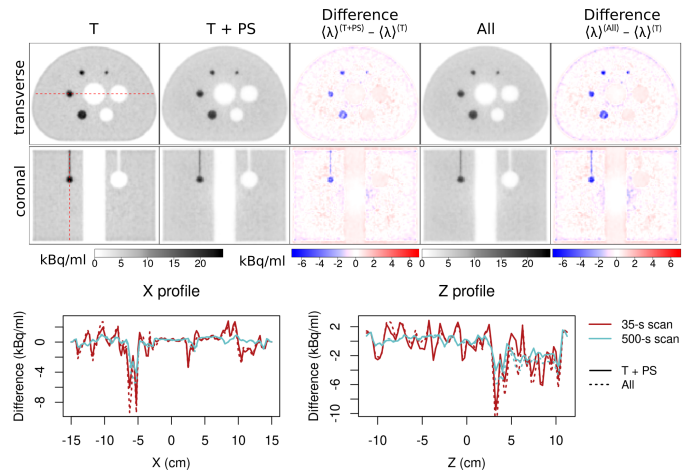 T
T + PS
Difference
⟨λ⟩(T+PS) – ⟨λ⟩(T)
All
Difference
⟨λ⟩(All) – ⟨λ⟩(T)
transverse
coronal
kBq/ml
0 5 10 15 20
kBq/ml
-6 -4 -2 0 2 4 6
0 5 10 15 20
-6 -4 -2 0 2 4 6
X profile
Difference (kBq/ml)
0
-4
-8
-15 -10 -5 0 5 10 15
X (cm)
Z profile
Difference (kBq/ml)
2
-2
-6
-10
-10 -5 0 5 10
Z (cm)
35-s scan
500-s scan
T + PS
All